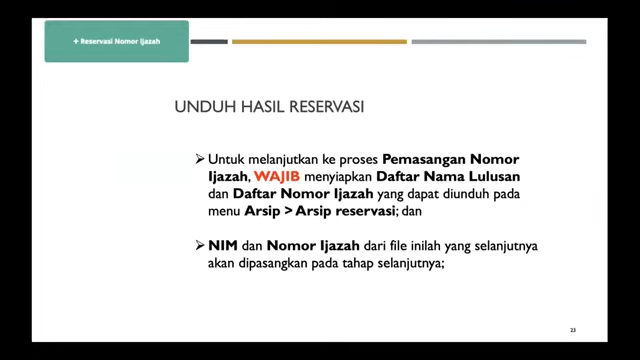 + Reservasi Nomor Ijazah
UNDUH HASIL RESERVASI
➤ Untuk melanjutkan ke proses Pemasangan Nomor
Ijazah, WAJIB menyiapkan Daftar Nama Lulusan
dan Daftar Nomor Ijazah yang dapat diunduh pada
menu Arsip > Arsip reservasi; dan
➤ NIM dan Nomor Ijazah dari file inilah yang selanjutnya
akan dipasangkan pada tahap selanjutnya;
23